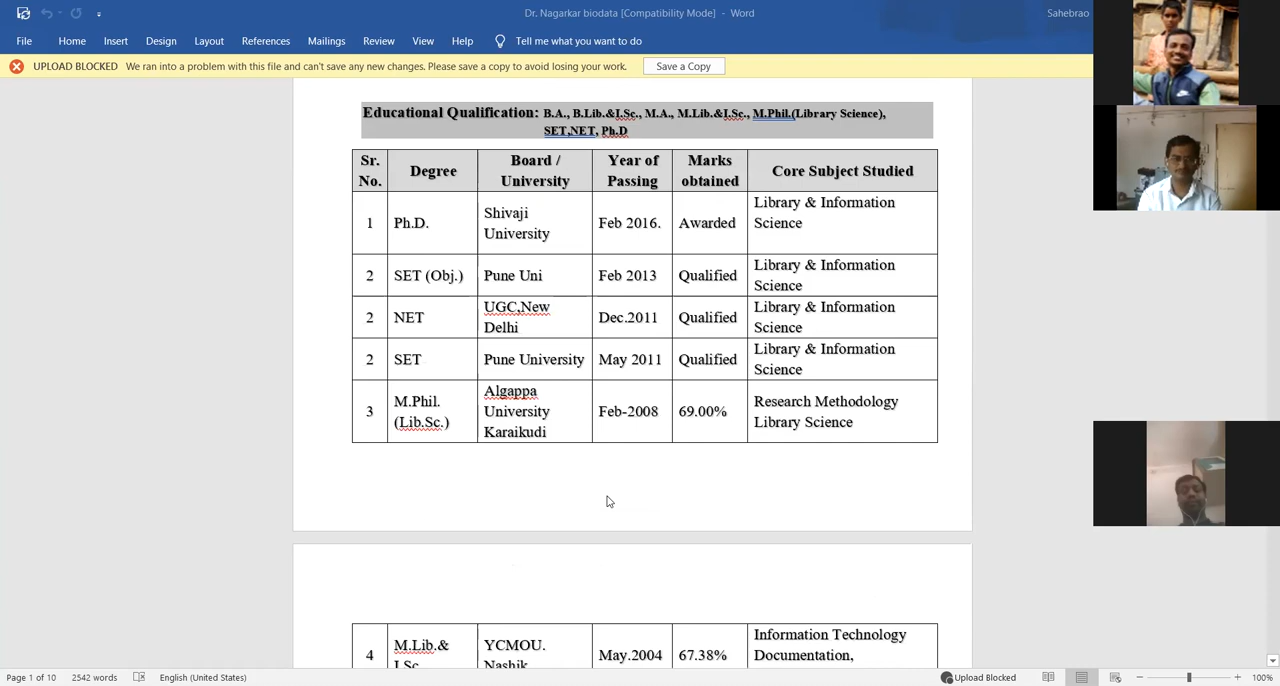 Dr. Nagarkar biodata [Compatibility Mode] - Word
Sahebrao
File Home Insert Design Layout References Mailings Review View Help Tell me what you want to do
UPLOAD BLOCKED We ran into a problem with this file and can't save any new changes. Please save a copy to avoid losing your work. Save a Copy
Educational Qualification: B.A., B.Lib.&I.Sc., M.A., M.Lib.&I.Sc., M.Phil.(Library Science),
SET,NET, Ph.D
Sr. No. Degree Board / University Year of Passing Marks obtained Core Subject Studied
1 Ph.D. Shivaji University Feb 2016. Awarded Library & Information Science
2 SET (Obj.) Pune Uni Feb 2013 Qualified Library & Information Science
2 NET UGC,New Delhi Dec.2011 Qualified Library & Information Science
2 SET Pune University May 2011 Qualified Library & Information Science
3 M.Phil. (Lib.Sc.) Algappa University Karaikudi Feb-2008 69.00% Research Methodology Library Science
4 M.Lib.& I.Sc. YCMOU. Nashik May.2004 67.38% Information Technology Documentation,
Page 1 of 10 2542 words English (United States) Upload Blocked 100%